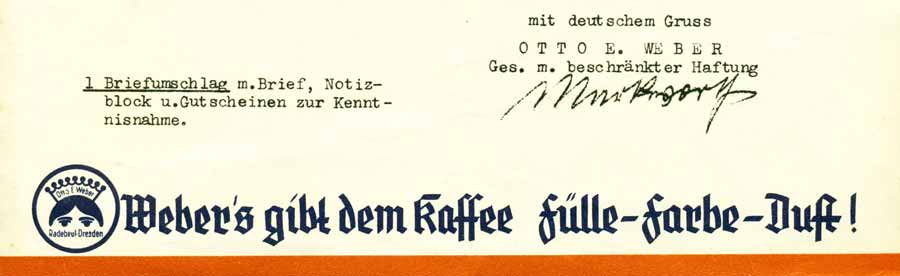 mit deutschem Gruss
OTTO E. WEBER
Ges. m. beschränkter Haftung
1 Briefumschlag m.Brief, Notiz-
block u.Gutscheinen zur Kennt-
nisnahme.
Otto E. Weber
Radebeul-Dresden
Weber's gibt dem Kaffee Fülle-Farbe-Duft!